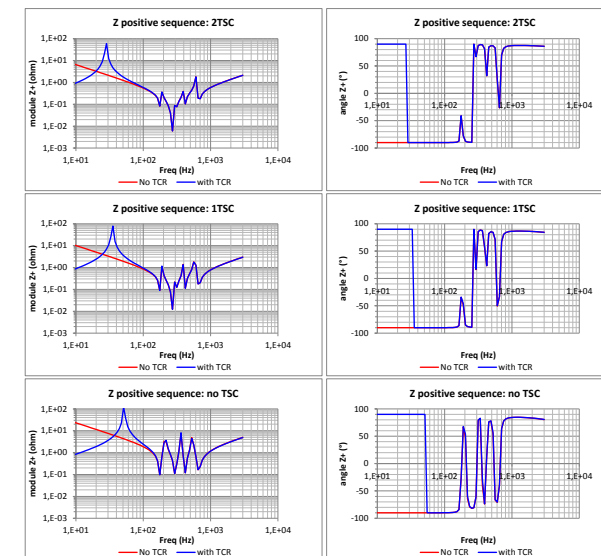 Z positive sequence: 2TSC
module Z+ (ohm)
1,E+02
1,E+01
1,E+00
1,E-01
1,E-02
1,E-03
1,E+01 1,E+02 1,E+03 1,E+04
Freq (Hz)
No TCR with TCR
Z positive sequence: 2TSC
angle Z+ (°)
100
50
0
-50
-100
1,E+01 1,E+02 1,E+03 1,E+04
Freq (Hz)
No TCR with TCR
Z positive sequence: 1TSC
module Z+ (ohm)
1,E+02
1,E+01
1,E+00
1,E-01
1,E-02
1,E-03
1,E+01 1,E+02 1,E+03 1,E+04
Freq (Hz)
No TCR with TCR
Z positive sequence: 1TSC
angle Z+ (°)
100
50
0
-50
-100
1,E+01 1,E+02 1,E+03 1,E+04
Freq (Hz)
No TCR with TCR
Z positive sequence: no TSC
module Z+ (ohm)
1,E+02
1,E+01
1,E+00
1,E-01
1,E-02
1,E-03
1,E+01 1,E+02 1,E+03 1,E+04
Freq (Hz)
No TCR with TCR
Z positive sequence: no TSC
angle Z+ (°)
100
50
0
-50
-100
1,E+01 1,E+02 1,E+03 1,E+04
Freq (Hz)
No TCR with TCR